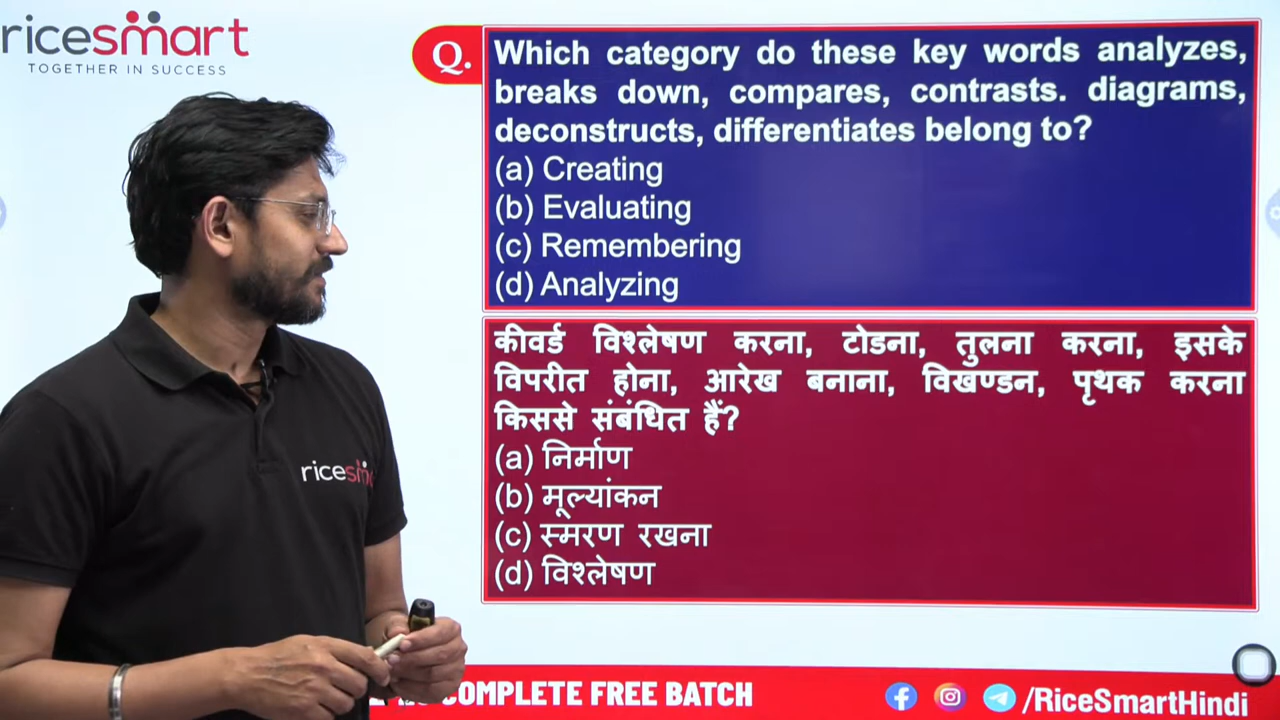 ricesmart
TOGETHER IN SUCCESS
Q.
Which category do these key words analyzes,
breaks down, compares, contrasts. diagrams,
deconstructs, differentiates belong to?
(a) Creating
(b) Evaluating
(c) Remembering
(d) Analyzing
कीवर्ड विश्लेषण करना, टोडना, तुलना करना, इसके
विपरीत होना, आरेख बनाना, विखण्डन, पृथक करना
किससे संबंधित हैं?
(a) निर्माण
(b) मूल्यांकन
(c) स्मरण रखना
(d) विश्लेषण
ricesm
COMPLETE FREE BATCH
/RiceSmartHindi